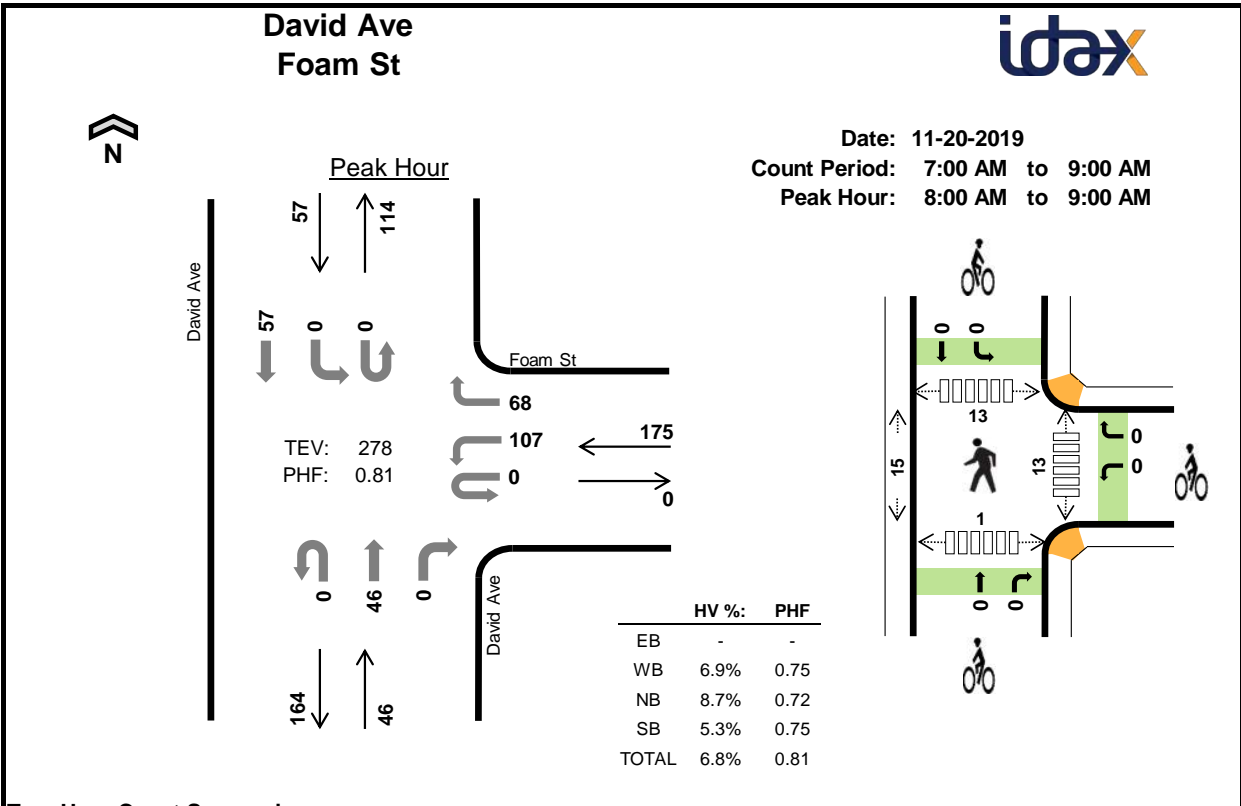 David Ave
Foam St
idax
N
Date: 11-20-2019
Count Period: 7:00 AM to 9:00 AM
Peak Hour: 8:00 AM to 9:00 AM
Peak Hour
57
114
David Ave
57
0
0
Foam St
68
107
0
175
0
TEV: 278
PHF: 0.81
0
46
0
David Ave
164
46
0
0
13
15
13
0
0
1
0
0
HV %: PHF
EB - -
WB 6.9% 0.75
NB 8.7% 0.72
SB 5.3% 0.75
TOTAL 6.8% 0.81